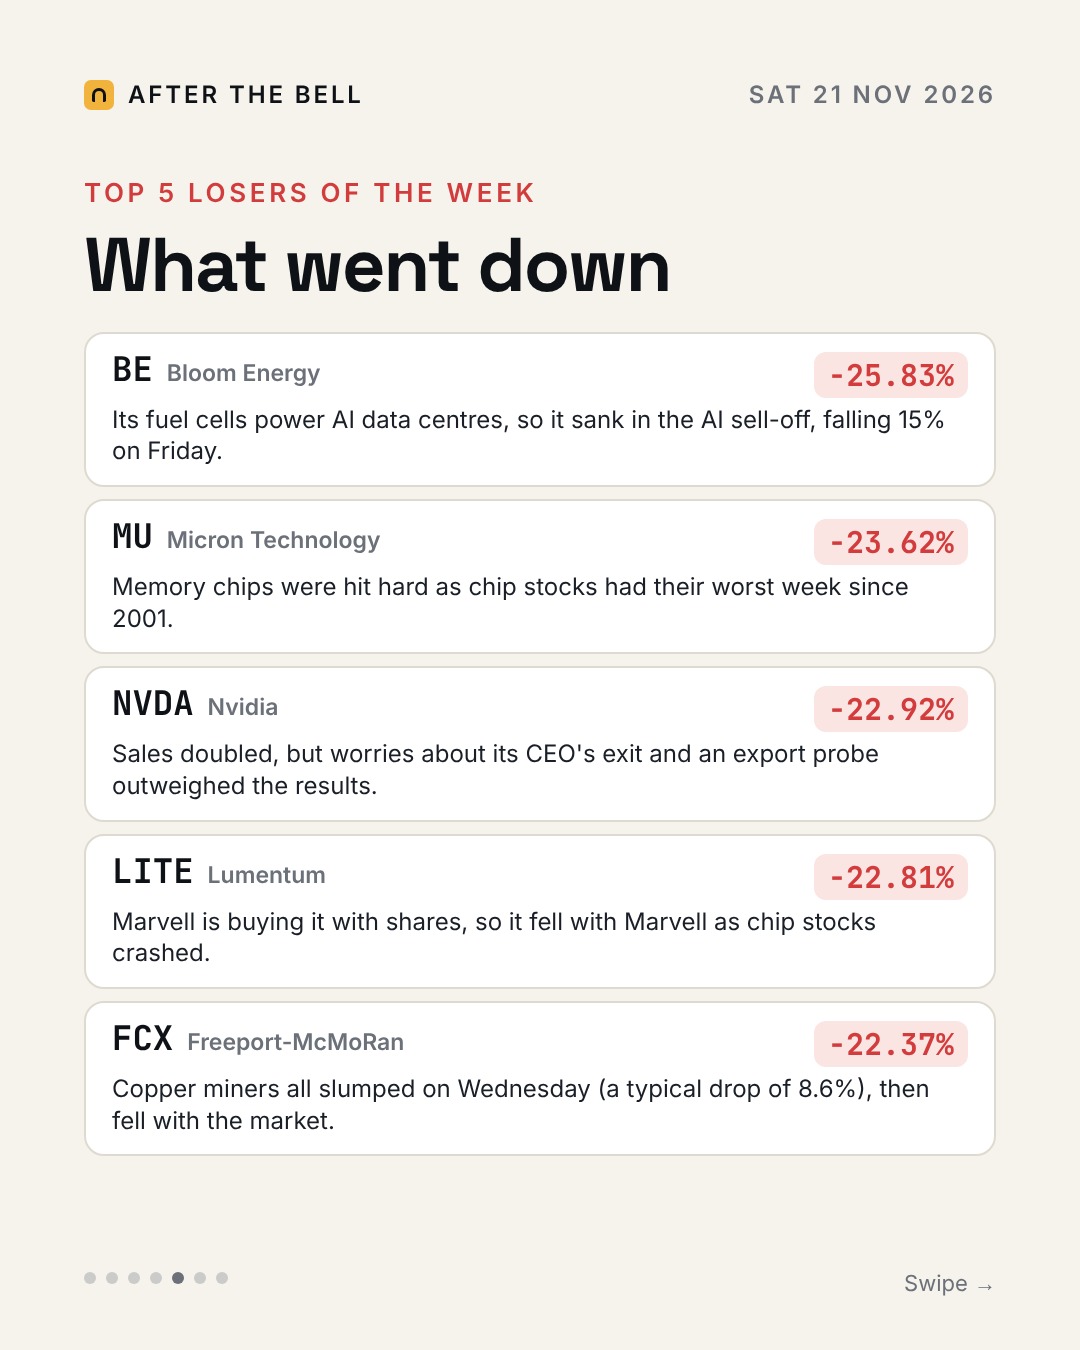 AFTER THE BELL
SAT 21 NOV 2026
TOP 5 LOSERS OF THE WEEK
What went down
BE Bloom Energy -25.83%
Its fuel cells power AI data centres, so it sank in the AI sell-off, falling 15%
on Friday.
MU Micron Technology -23.62%
Memory chips were hit hard as chip stocks had their worst week since
2001.
NVDA Nvidia -22.92%
Sales doubled, but worries about its CEO's exit and an export probe
outweighed the results.
LITE Lumentum -22.81%
Marvell is buying it with shares, so it fell with Marvell as chip stocks
crashed.
FCX Freeport-McMoRan -22.37%
Copper miners all slumped on Wednesday (a typical drop of 8.6%), then
fell with the market.
Swipe →